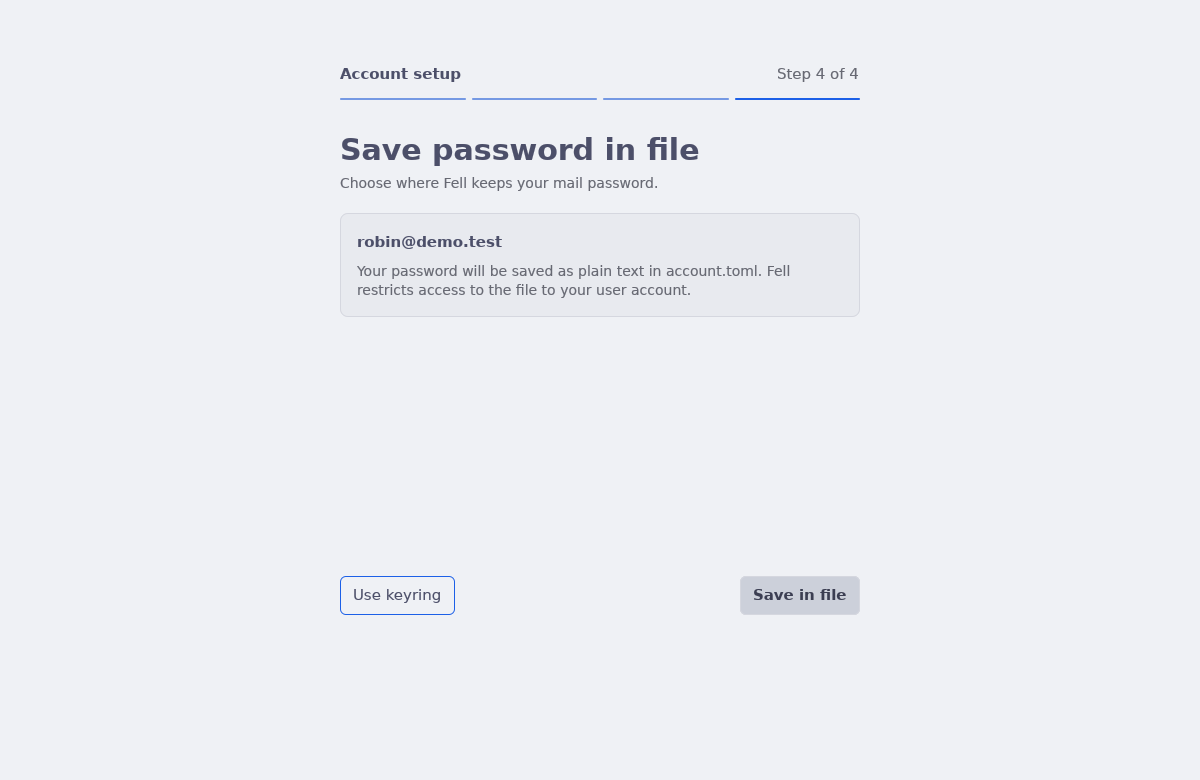 Account setup
Step 4 of 4
Save password in file
Choose where Fell keeps your mail password.
robin@demo.test
Your password will be saved as plain text in account.toml. Fell
restricts access to the file to your user account.
Use keyring
Save in file